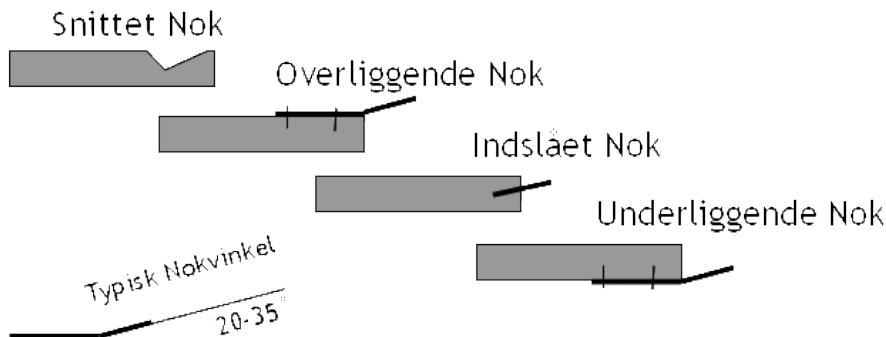 Snittet Nok
Overliggende Nok
Indslået Nok
Underliggende Nok
Typisk Nokvinkel
20-35°